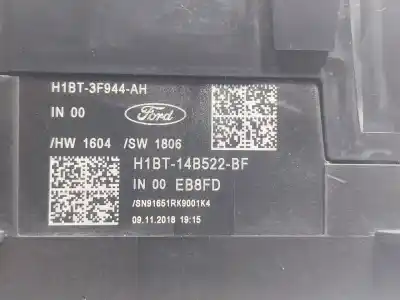 H1BT-3F944-AH
IN 00
Ford
/HW 1604 /SW 1806
H1BT-14B522-BF
IN 00 EB8FD
/SN91651RK9001K4
09.11.2018 19:15